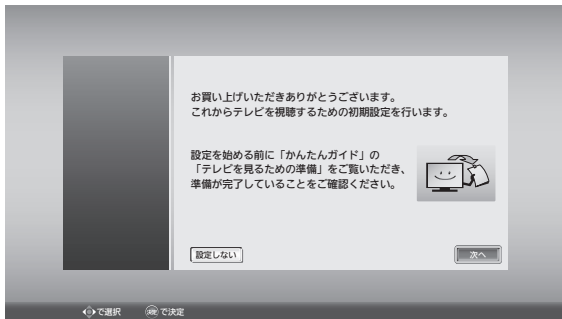 お買い上げいただきありがとうございます。
これからテレビを視聴するための初期設定を行います。
設定を始める前に「かんたんガイド」の
「テレビを見るための準備」をご覧いただき、
準備が完了していることをご確認ください。
設定しない
次へ
で選択 決定 で決定